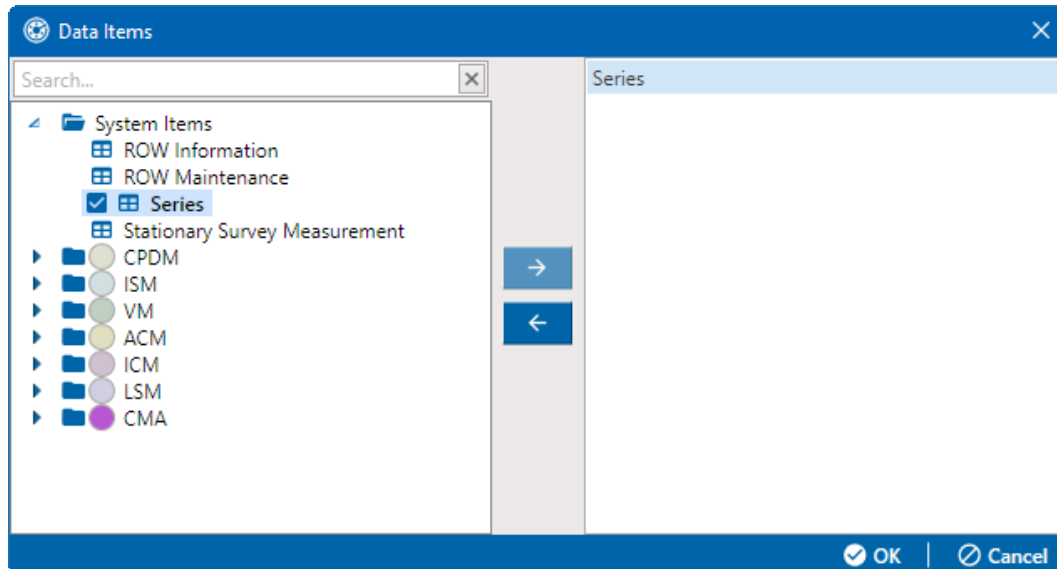 Data Items
Search...
Series
System Items
ROW Information
ROW Maintenance
Series
Stationary Survey Measurement
CPDM
ISM
VM
ACM
ICM
LSM
CMA
OK
Cancel